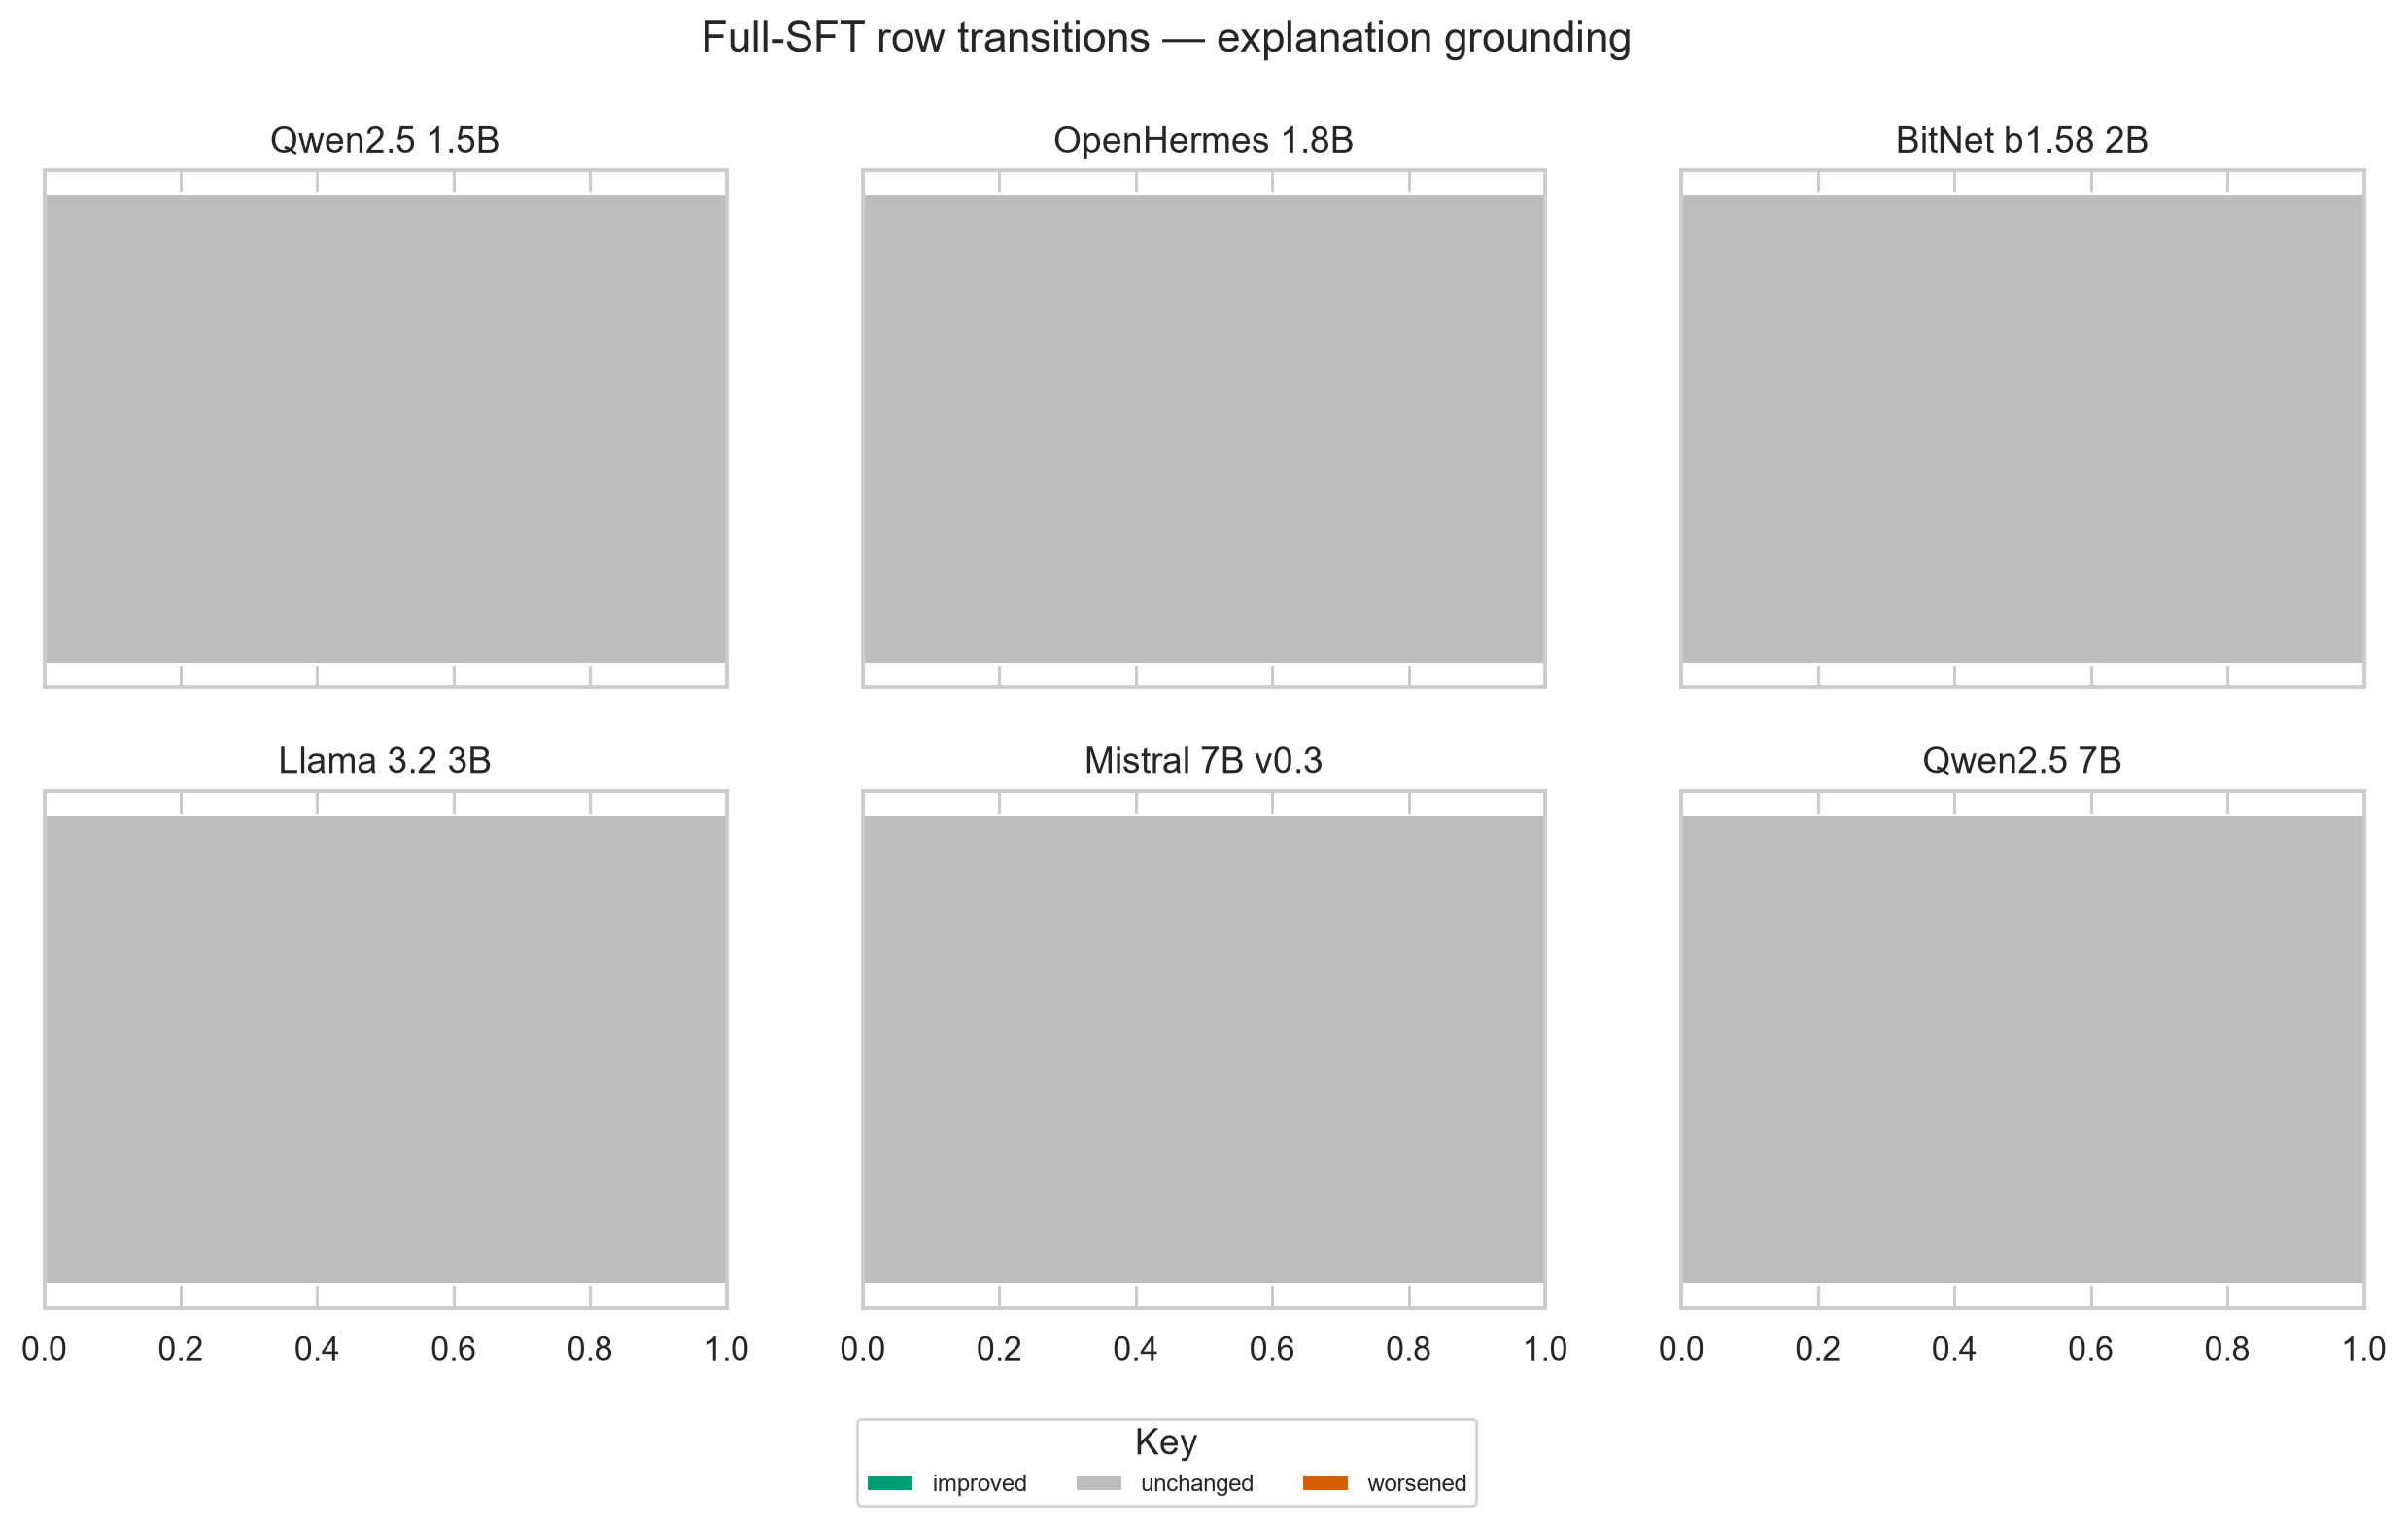 Full-SFT row transitions — explanation grounding
Qwen2.5 1.5B
OpenHermes 1.8B
BitNet b1.58 2B
Llama 3.2 3B
Mistral 7B v0.3
Qwen2.5 7B
0.0 0.2 0.4 0.6 0.8 1.0
0.0 0.2 0.4 0.6 0.8 1.0
0.0 0.2 0.4 0.6 0.8 1.0
Key
improved unchanged worsened